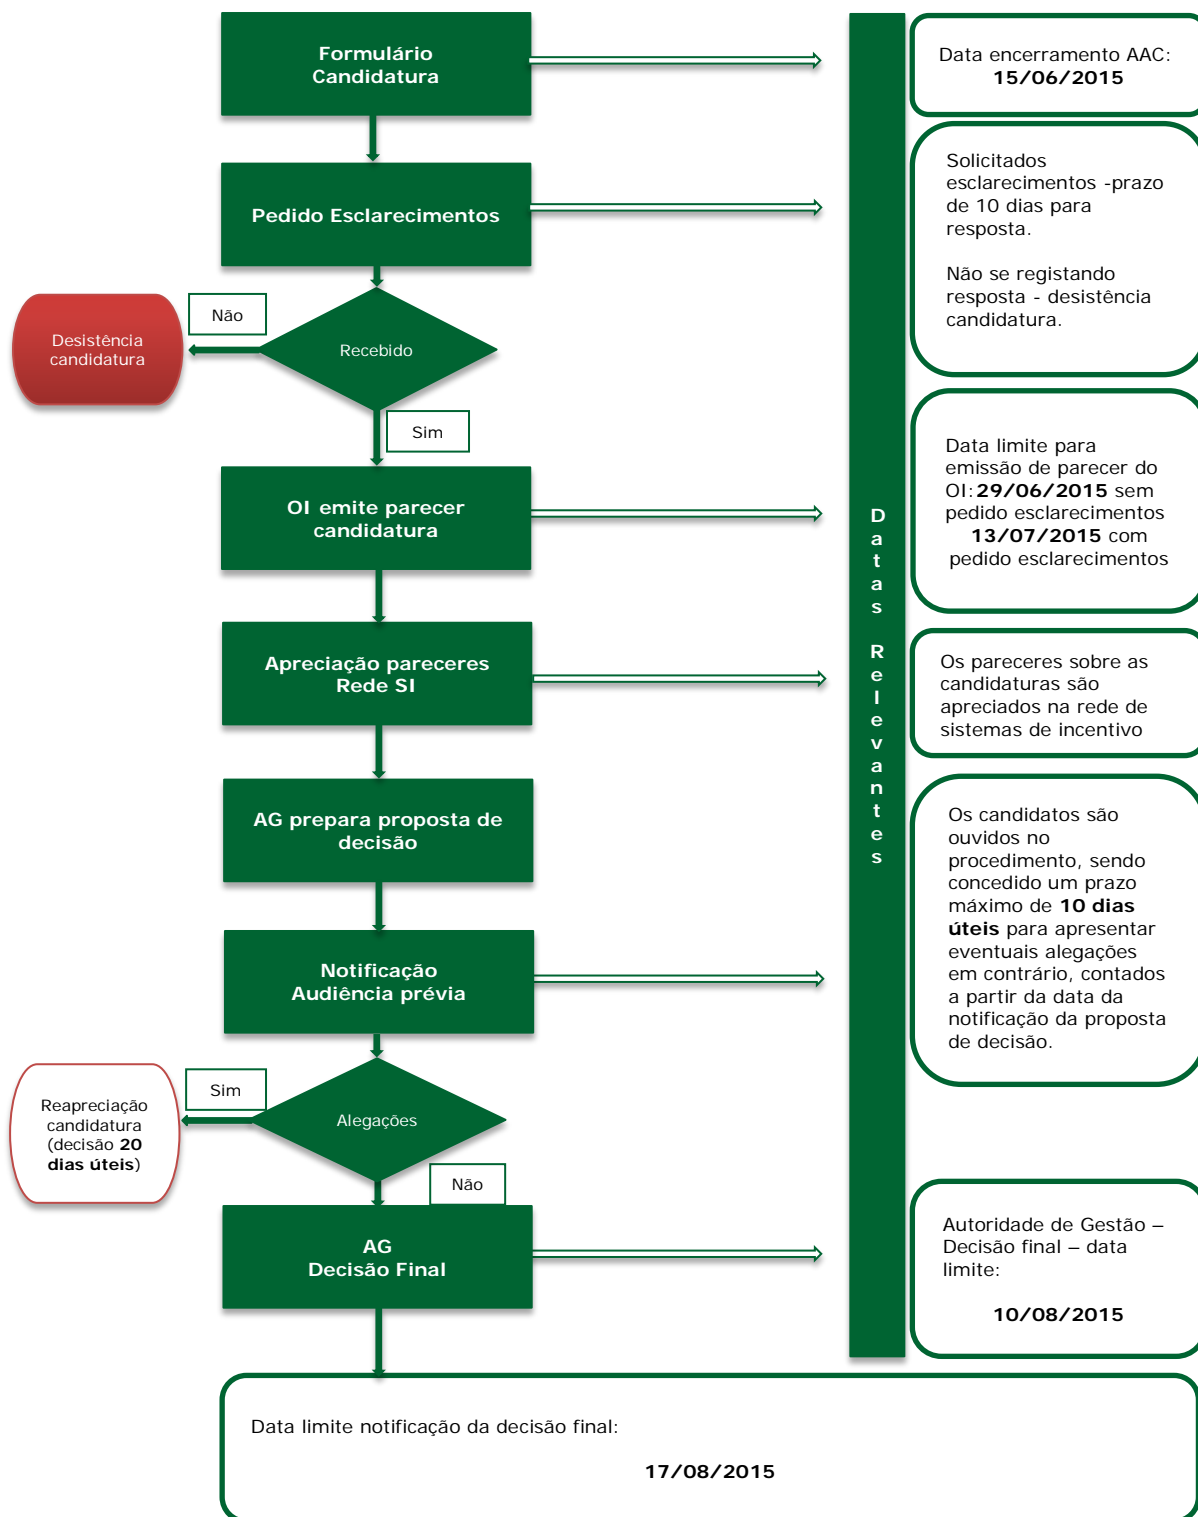 Formulário
Candidatura
Data encerramento AAC:
15/06/2015
Pedido Esclarecimentos
Solicitados
esclarecimentos -prazo
de 10 dias para
resposta.
Não se registando
resposta - desistência
candidatura.
Não
Desistência
candidatura
Recebido
Sim
OI emite parecer
candidatura
Data limite para
emissão de parecer do
OI: 29/06/2015 sem
pedido esclarecimentos
13/07/2015 com
pedido esclarecimentos
Datas Relevantes
Apreciação pareceres
Rede SI
Os pareceres sobre as
candidaturas são
apreciados na rede de
sistemas de incentivo
AG prepara proposta de
decisão
Os candidatos são
ouvidos no
procedimento, sendo
concedido um prazo
máximo de 10 dias
úteis para apresentar
eventuais alegações
em contrário, contados
a partir da data da
notificação da proposta
de decisão.
Notificação
Audiência prévia
Sim
Reapreciação
candidatura
(decisão 20
dias úteis)
Alegações
Não
AG
Decisão Final
Autoridade de Gestão –
Decisão final – data
limite:
10/08/2015
Data limite notificação da decisão final:
17/08/2015